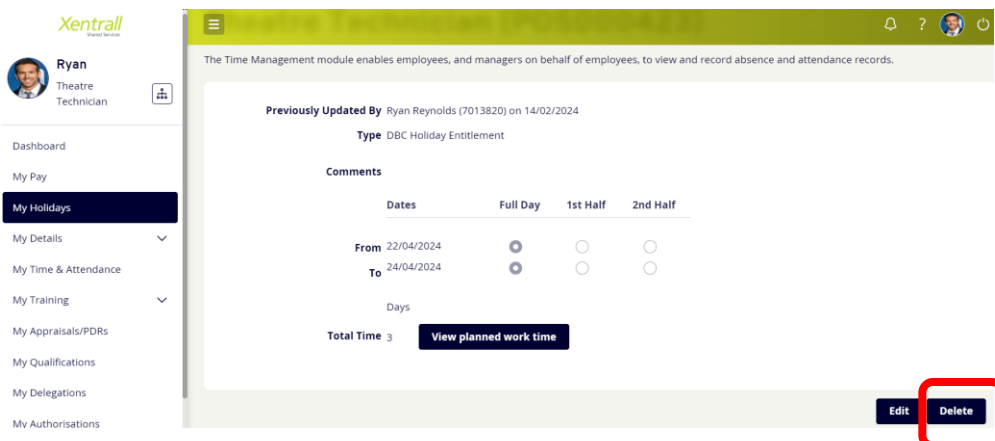 Xentrall
Shared Services
Theatre Technician (P05000423)
?
Ryan
Theatre
Technician
Dashboard
My Pay
My Holidays
My Details
My Time & Attendance
My Training
My Appraisals/PDRs
My Qualifications
My Delegations
My Authorisations
The Time Management module enables employees, and managers on behalf of employees, to view and record absence and attendance records.
Previously Updated By Ryan Reynolds (7013820) on 14/02/2024
Type DBC Holiday Entitlement
Comments
Dates Full Day 1st Half 2nd Half
From 22/04/2024
To 24/04/2024
Days
Total Time 3 View planned work time
Edit Delete